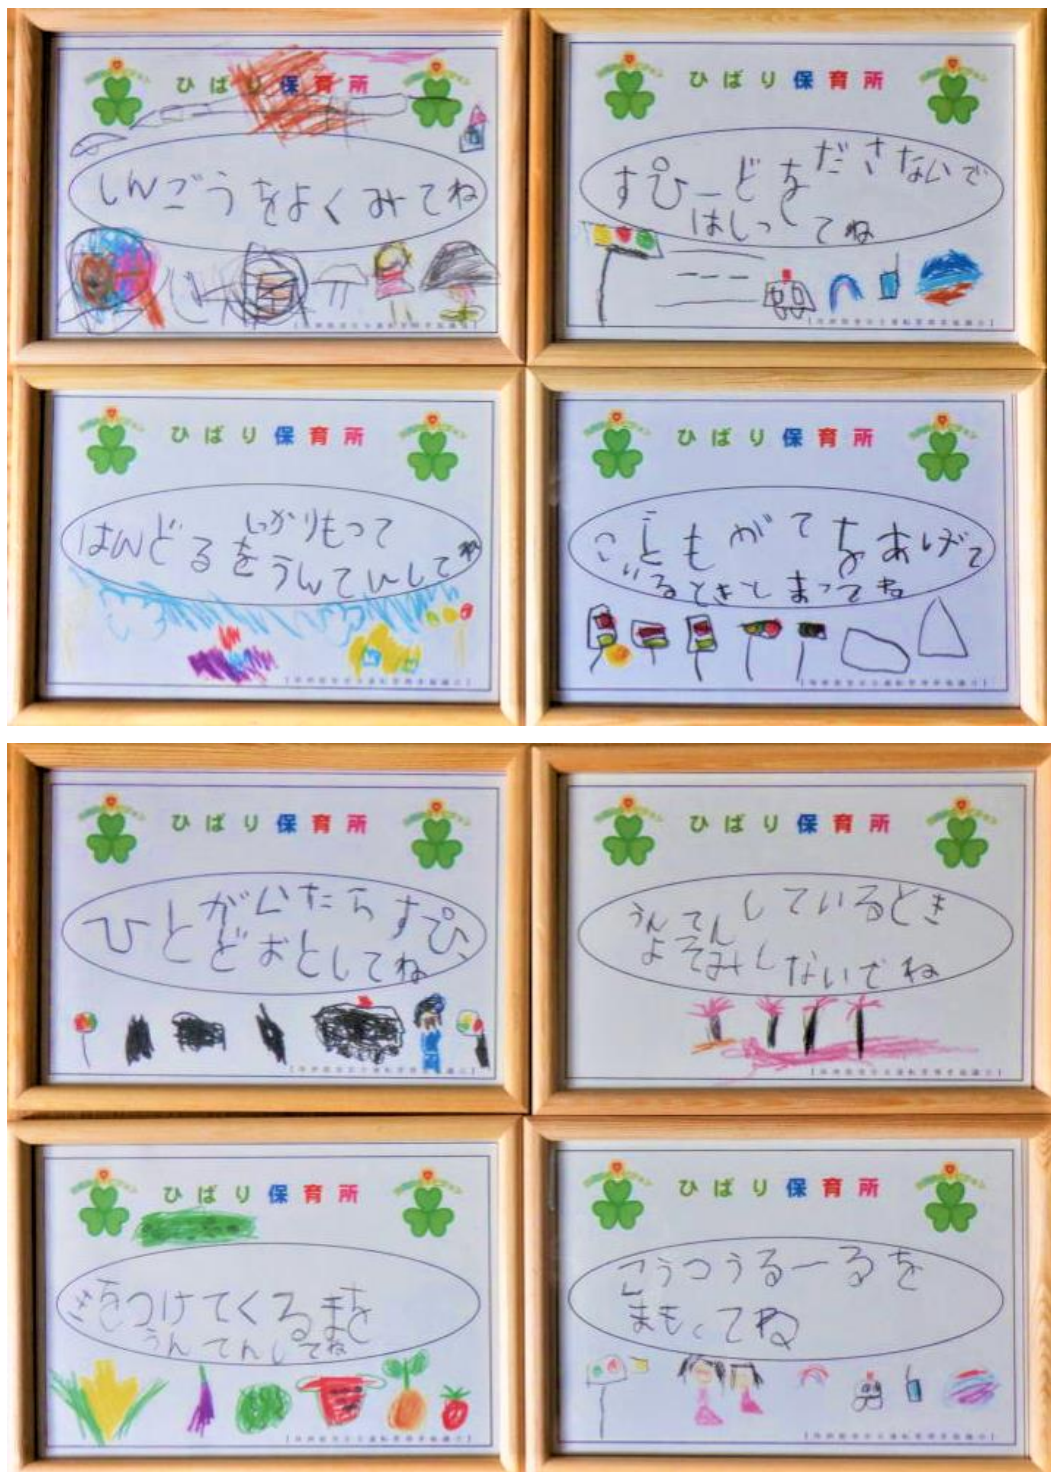 ひばり保育所
しんごうをよくみてね
ひばり保育所
すぴーどをださないで
はしってね
ひばり保育所
はんどるをしっかりもって
うんてんしてね
ひばり保育所
こどもがてをあげて
いるときとまってね
ひばり保育所
ひとがいたらすぴー
どおとしてね
ひばり保育所
うんてんしているとき
よそみしないでね
ひばり保育所
きをつけてくるまを
うんてんしてね
ひばり保育所
こうつうるーるを
まもってね